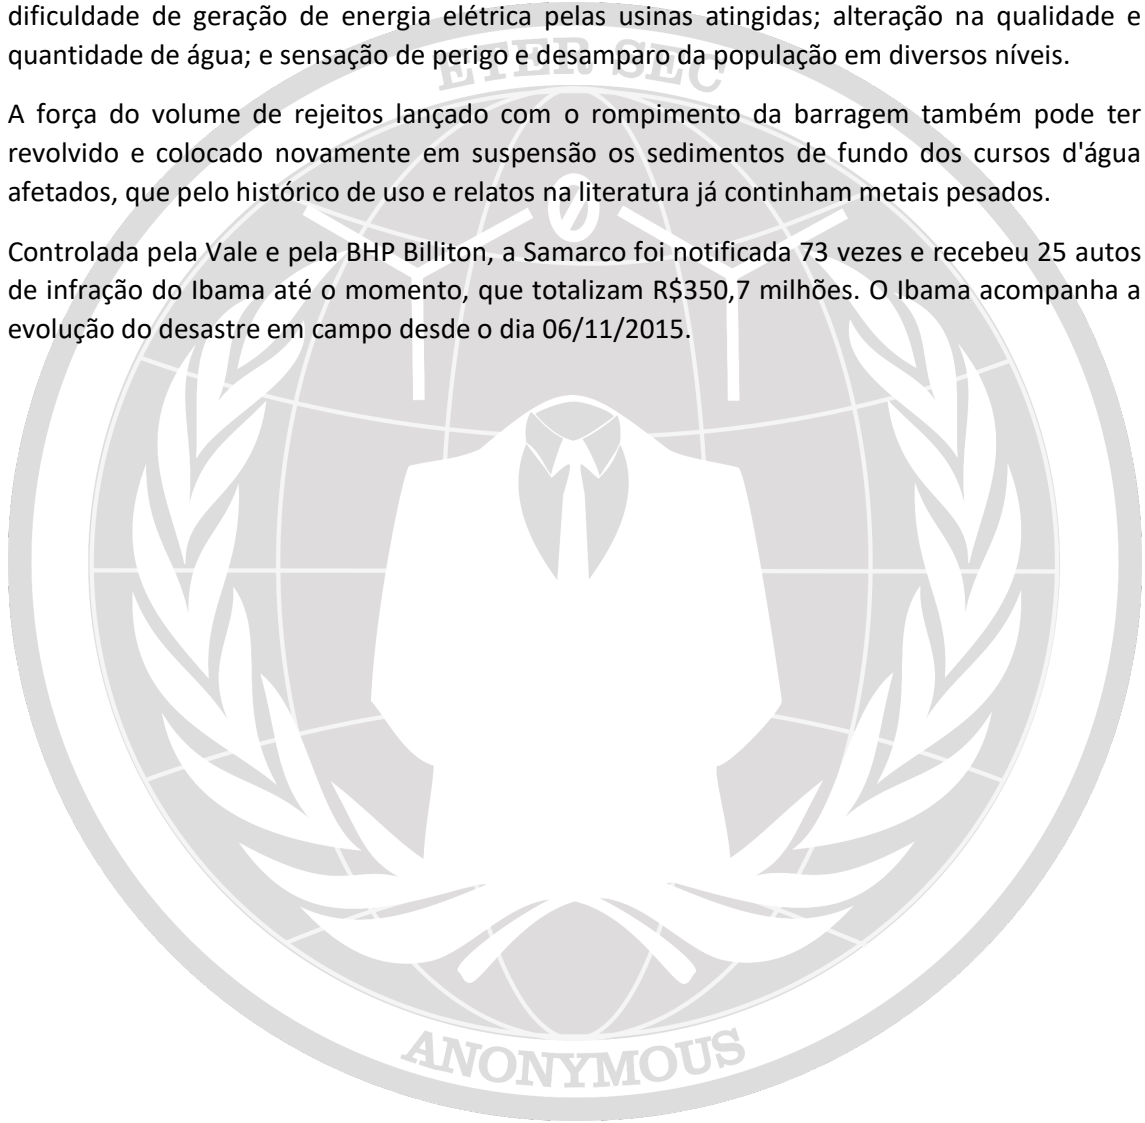 dificuldade de geração de energia elétrica pelas usinas atingidas; alteração na qualidade e
quantidade de água; e sensação de perigo e desamparo da população em diversos níveis.
ETER SEC
A força do volume de rejeitos lançado com o rompimento da barragem também pode ter
revolvido e colocado novamente em suspensão os sedimentos de fundo dos cursos d'água
afetados, que pelo histórico de uso e relatos na literatura já continham metais pesados.
Controlada pela Vale e pela BHP Billiton, a Samarco foi notificada 73 vezes e recebeu 25 autos
de infração do Ibama até o momento, que totalizam R$350,7 milhões. O Ibama acompanha a
evolução do desastre em campo desde o dia 06/11/2015.
ANONYMOUS